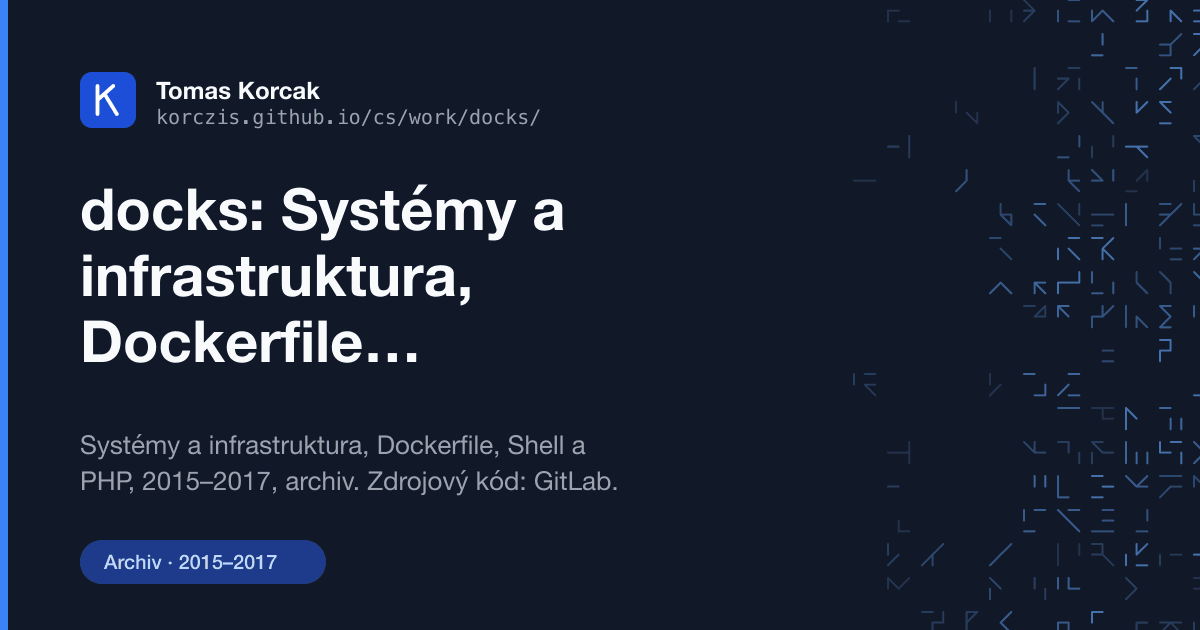 Tomas Korcak
korczis.github.io/cs/work/docks/
docks: Systémy a
infrastruktura,
Dockerfile…
Systémy a infrastruktura, Dockerfile, Shell a
PHP, 2015–2017, archiv. Zdrojový kód: GitLab.
Archiv · 2015–2017